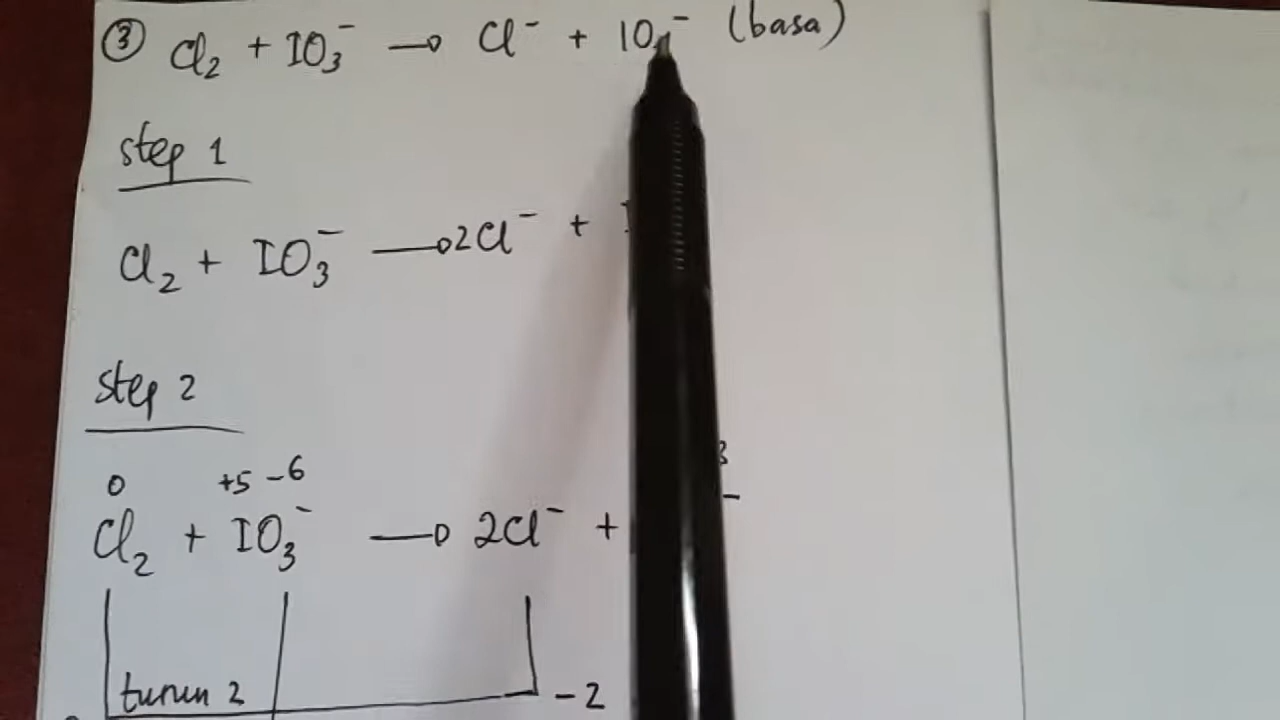 ③ Cl₂ + IO₃⁻ → Cl⁻ + IO₄⁻ (basa)
step 1
Cl₂ + IO₃⁻ → 2Cl⁻ +
step 2
0 +5 -6
Cl₂ + IO₃⁻ → 2Cl⁻ + ⁻
turun 2 -2